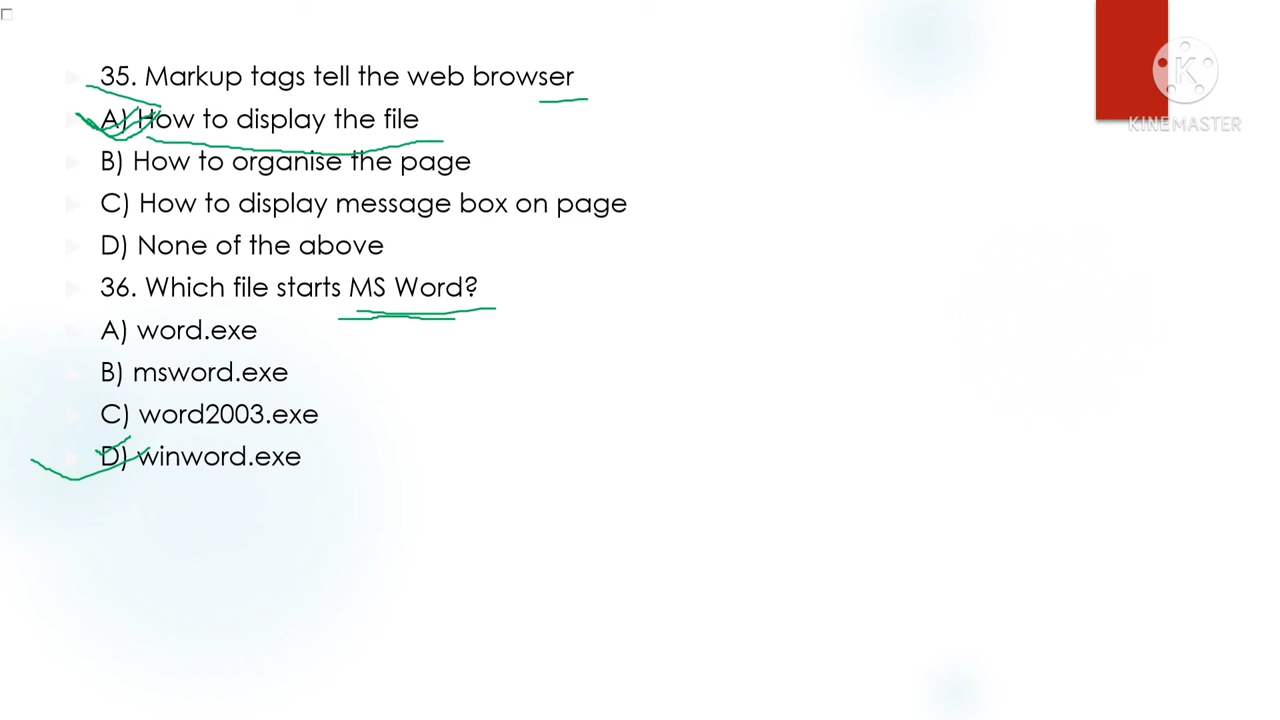 35. Markup tags tell the web browser
A) How to display the file
B) How to organise the page
C) How to display message box on page
D) None of the above
36. Which file starts MS Word?
A) word.exe
B) msword.exe
C) word2003.exe
D) winword.exe
K
KINEMASTER